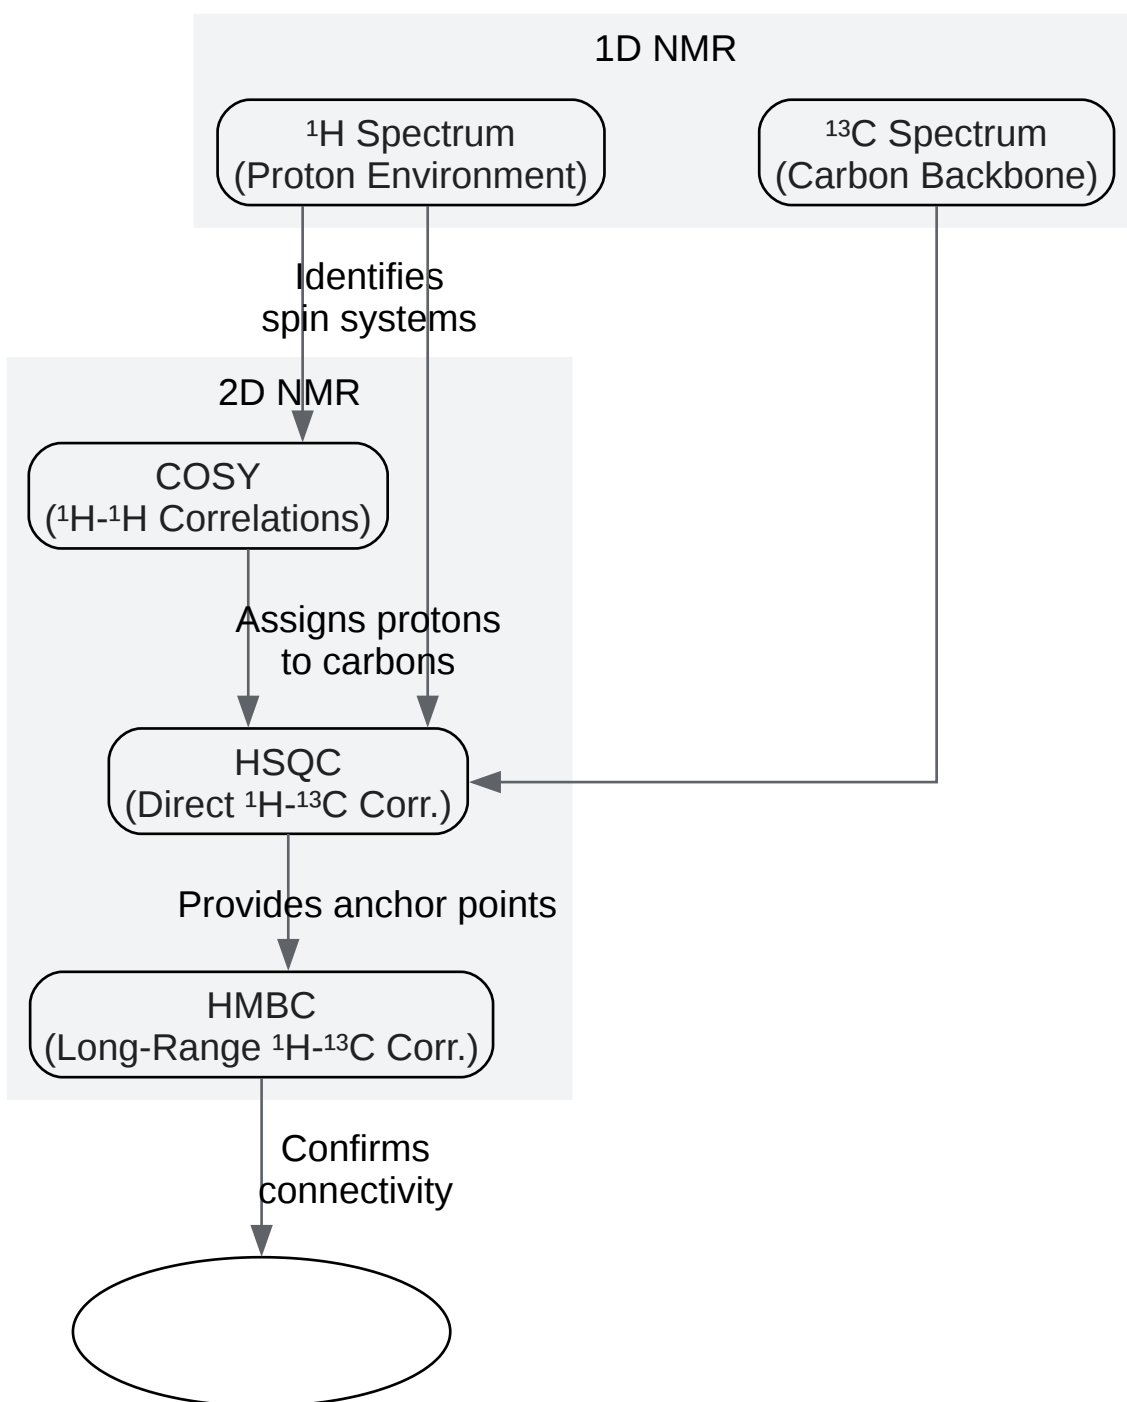 1D NMR
¹H Spectrum
(Proton Environment)
¹³C Spectrum
(Carbon Backbone)
Identifies
spin systems
2D NMR
COSY
(¹H-¹H Correlations)
Assigns protons
to carbons
HSQC
(Direct ¹H-¹³C Corr.)
Provides anchor points
HMBC
(Long-Range ¹H-¹³C Corr.)
Confirms
connectivity